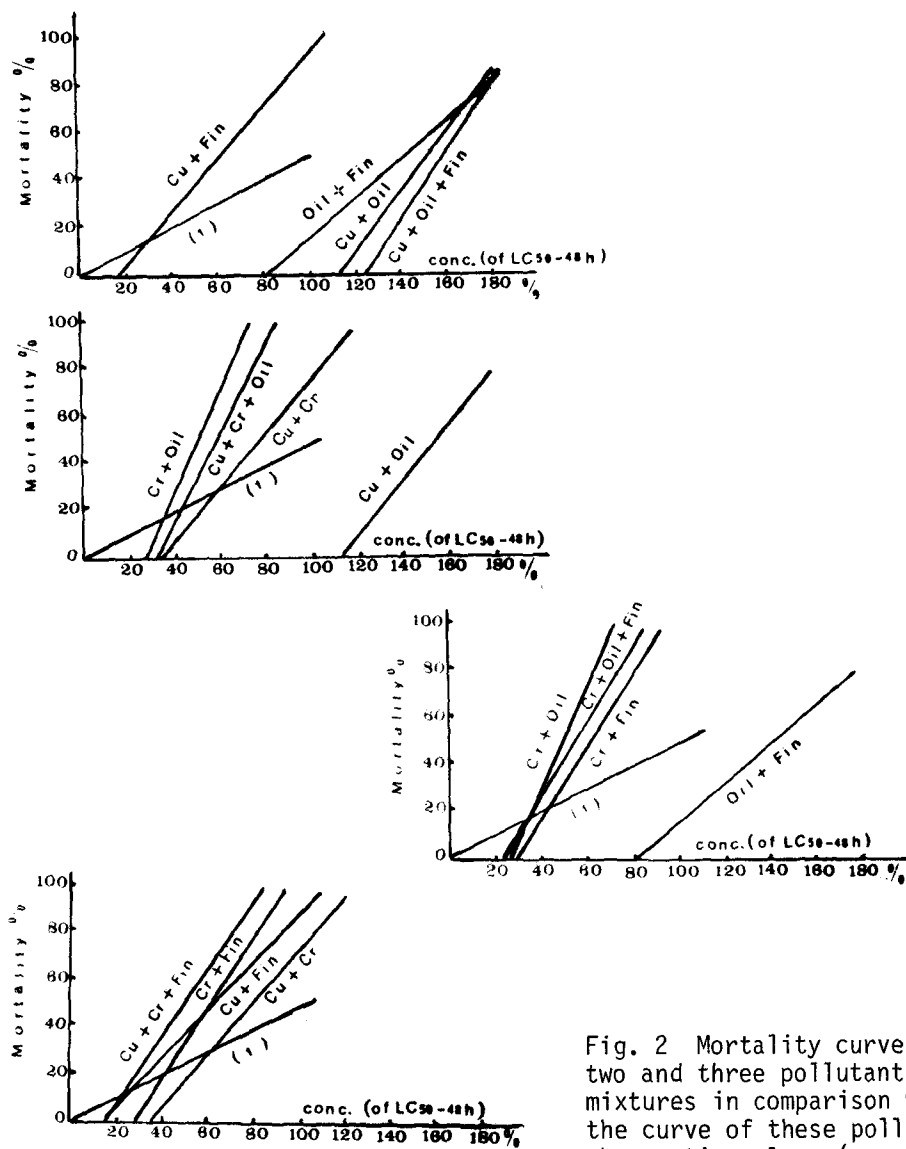 Mortality %
100
80
60
40
20
0
Cu + Fin
(1)
Oil + Fin
Cu + Oil
Cu + Oil + Fin
conc. (of LC50-48h)
20 40 60 80 100 120 140 160 180 %
Mortality %
100
80
60
40
20
0
Cr + Oil
Cu + Cr + Oil
Cu + Cr
(1)
Cu + Oil
conc. (of LC50-48h)
20 40 60 80 100 120 140 160 180 %
Mortality %
100
80
60
40
20
0
Cr + Oil
Cr + Oil + Fin
Cr + Fin
(1)
Oil + Fin
conc. (of LC50-48h)
20 40 60 80 100 120 140 160 180 %
Mortality %
100
80
60
40
20
0
Cu + Cr + Fin
Cr + Fin
Cu + Fin
Cu + Cr
(1)
conc. (of LC50-48h)
20 40 60 80 100 120 140 160 180 %
Fig. 2 Mortality curve
two and three pollutant
mixtures in comparison
the curve of these poll